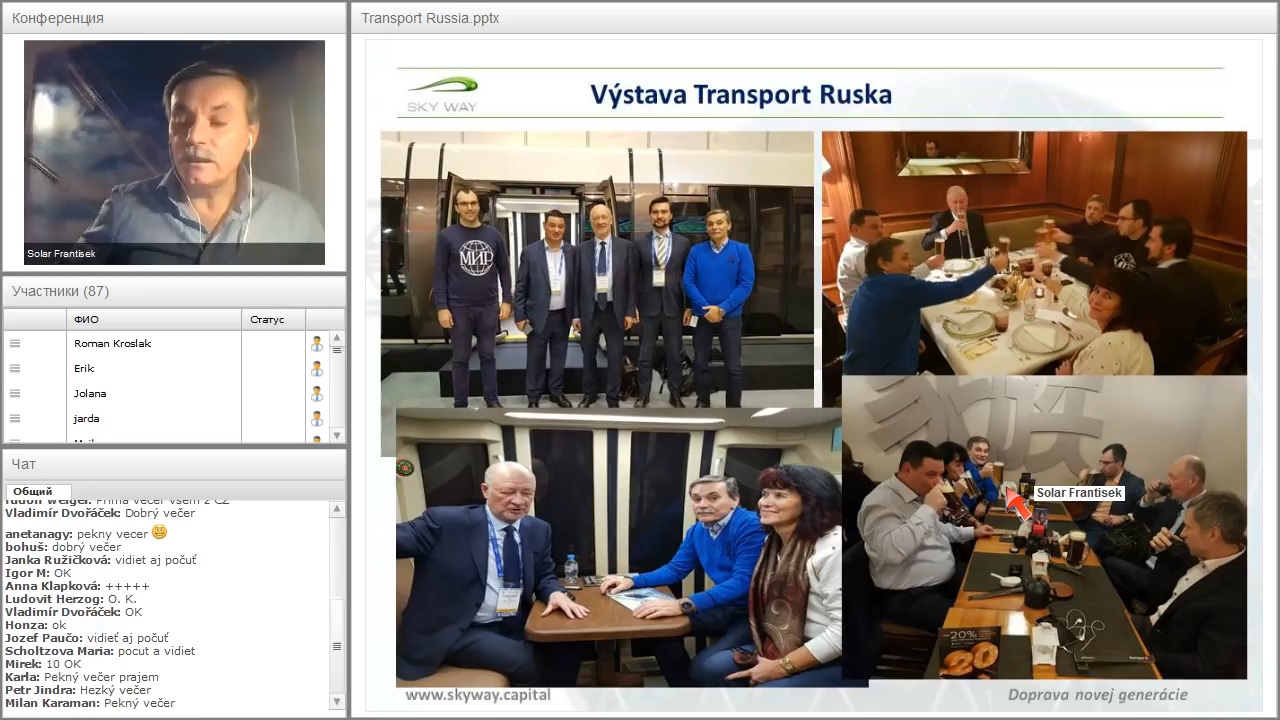 Конференция
Solar Frantisek
Участники (87)
ФИО
Статус
Roman Kroslak
Erik
Jolana
jarda
Чат
Общий
Vladimír Dvořáček: Dobrý večer
anetanagy: pekny vecer
bohuš: dobrý večer
Janka Ružičková: vidiet aj počuť
Igor M: OK
Anna Klapková: +++++
Ludovit Herzog: O. K.
Vladimír Dvořáček: OK
Honza: ok
Jozef Paučo: vidieť aj počuť
Scholtzova Maria: pocut a vidiet
Mirek: 10 OK
Karla: Pekný večer prajem
Petr Jindra: Hezký večer
Milan Karaman: Pekný večer
Transport Russia.pptx
SKY WAY
Výstava Transport Ruska
МИР
Solar Frantisek
-20%
www.skyway.capital
Doprava novej generácie